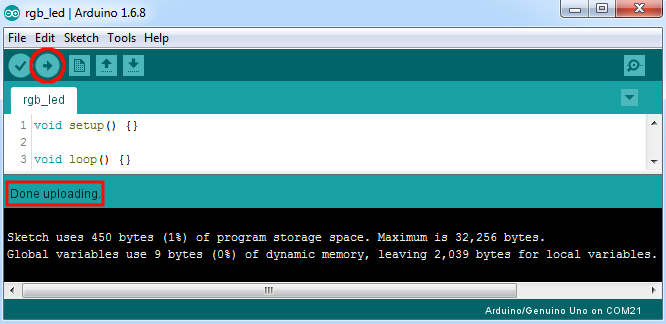 rgb_led | Arduino 1.6.8
File Edit Sketch Tools Help
rgb_led
1 void setup() {}
2
3 void loop() {}
Done uploading.
Sketch uses 450 bytes (1%) of program storage space. Maximum is 32,256 bytes.
Global variables use 9 bytes (0%) of dynamic memory, leaving 2,039 bytes for local variables.
Arduino/Genuino Uno on COM21